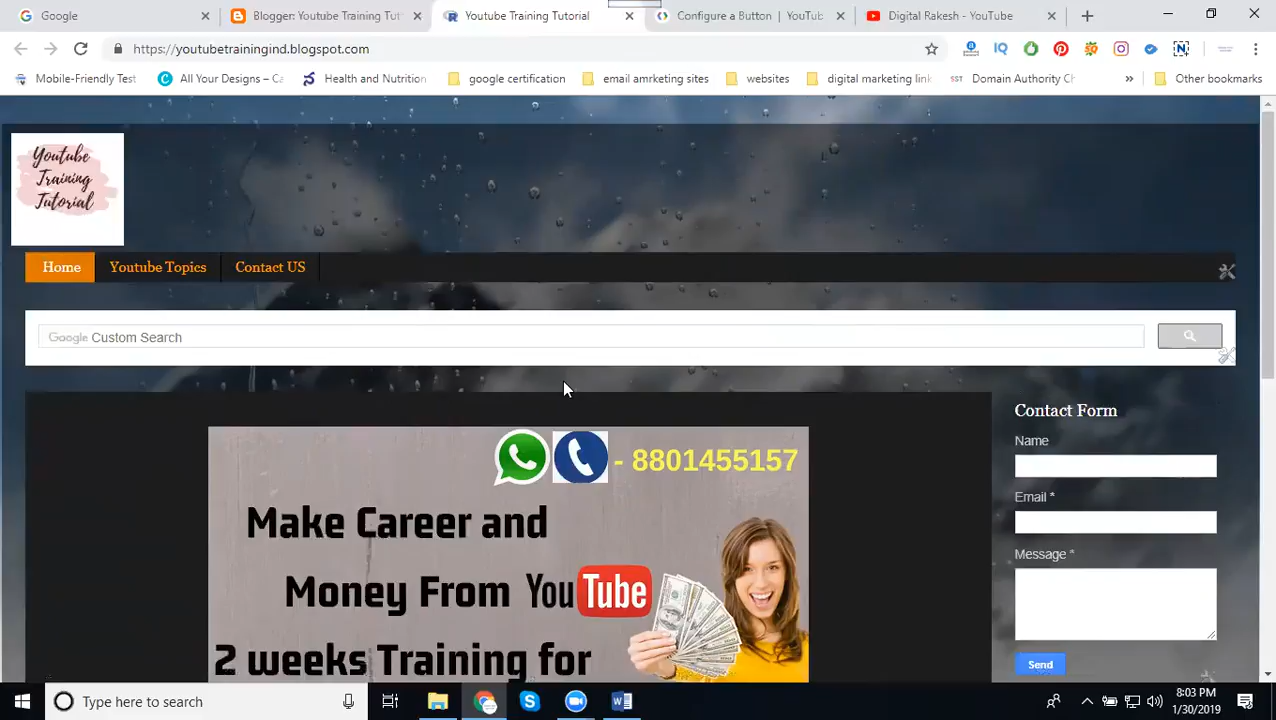 Google
Blogger: Youtube Training Tut
Youtube Training Tutorial
Configure a Button | YouTub
Digital Rakesh - YouTube
https://youtubetrainingind.blogspot.com
Mobile-Friendly Test
All Your Designs – Ca
Health and Nutrition
google certification
email amrketing sites
websites
digital marketing link
SST
Domain Authority Ch
»
Other bookmarks
Youtube
Training
Tutorial
Home
Youtube Topics
Contact US
Google Custom Search
Contact Form
Name
Email *
Message *
Send
- 8801455157
Make Career and
Money From YouTube
2 weeks Training for
Type here to search
8:03 PM
1/30/2019